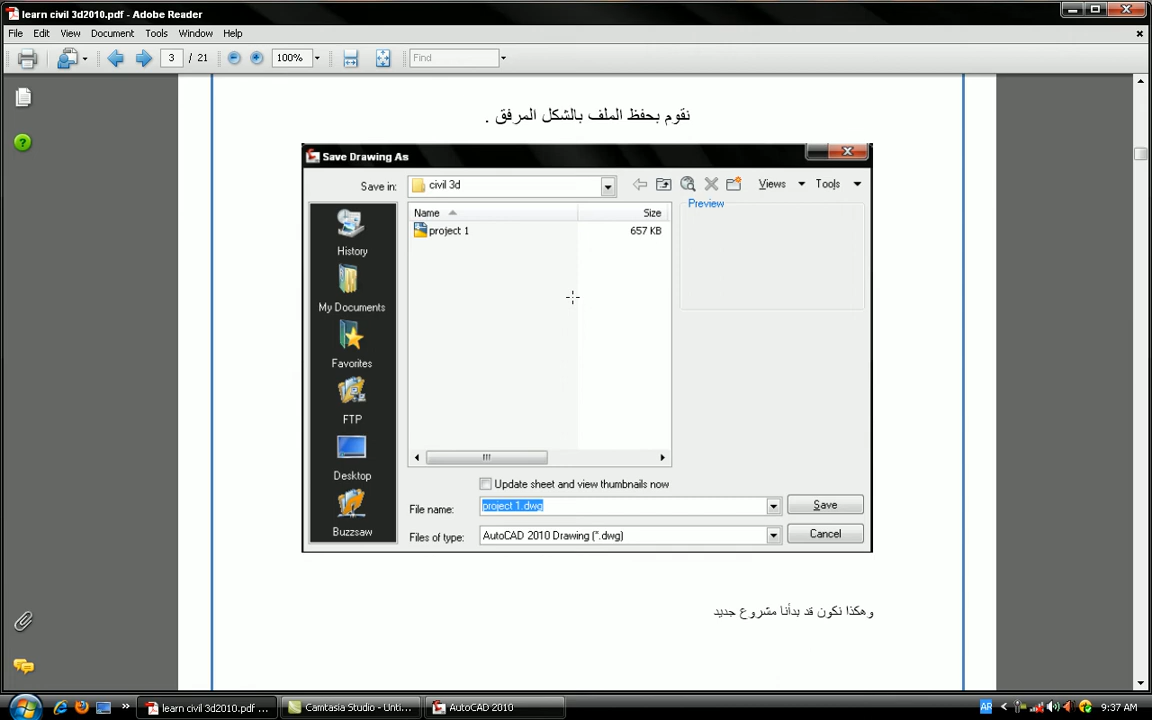 learn civil 3d2010.pdf - Adobe Reader
File Edit View Document Tools Window Help
3 / 21 100% Find
نقوم بحفظ الملف بالشكل المرفق .
Save Drawing As
Save in: civil 3d Views Tools
Name Size Preview
project 1 657 KB
History
My Documents
Favorites
FTP
Desktop
Buzzsaw
Update sheet and view thumbnails now
File name: project 1.dwg Save
Files of type: AutoCAD 2010 Drawing (*.dwg) Cancel
وهكذا نكون قد بدأنا مشروع جديد
learn civil 3d2010.pdf ... Camtasia Studio - Unti... AutoCAD 2010 AR 9:37 AM